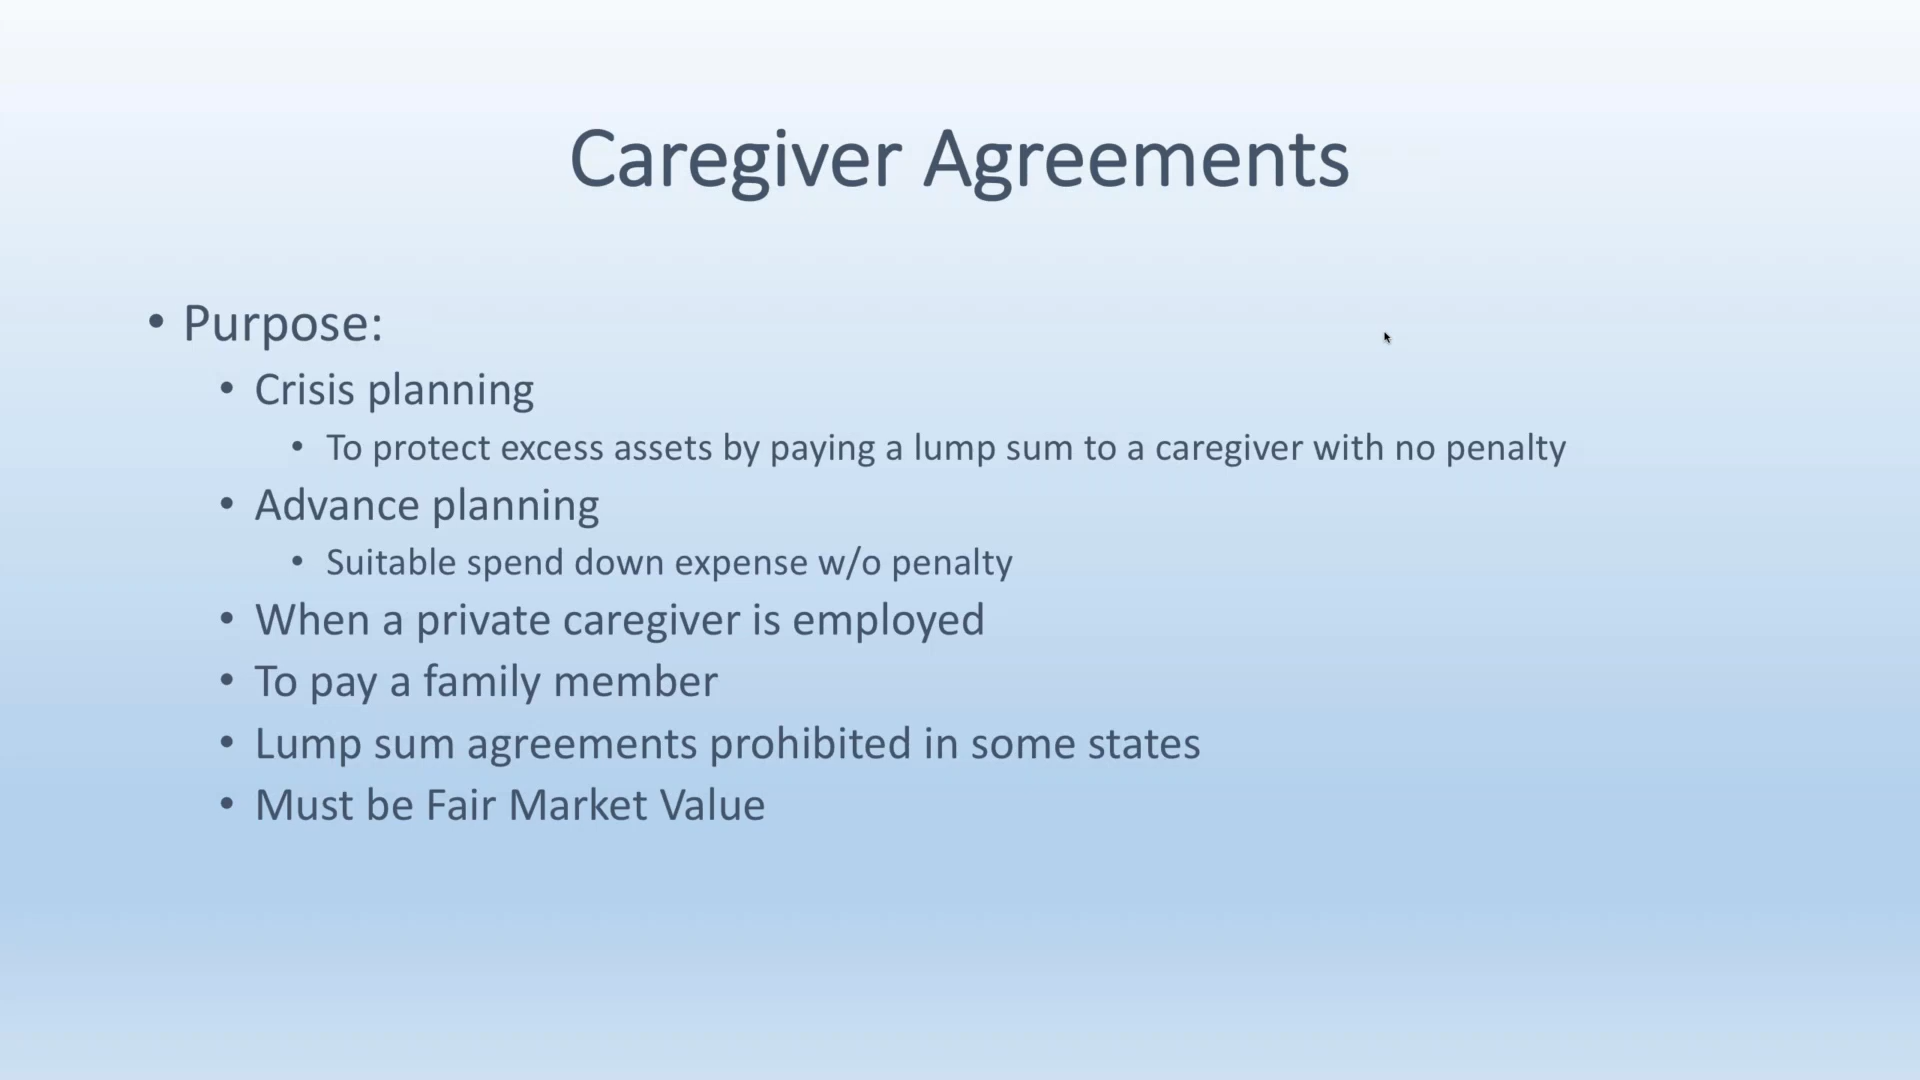 Caregiver Agreements
• Purpose:
• Crisis planning
• To protect excess assets by paying a lump sum to a caregiver with no penalty
• Advance planning
• Suitable spend down expense w/o penalty
• When a private caregiver is employed
• To pay a family member
• Lump sum agreements prohibited in some states
• Must be Fair Market Value